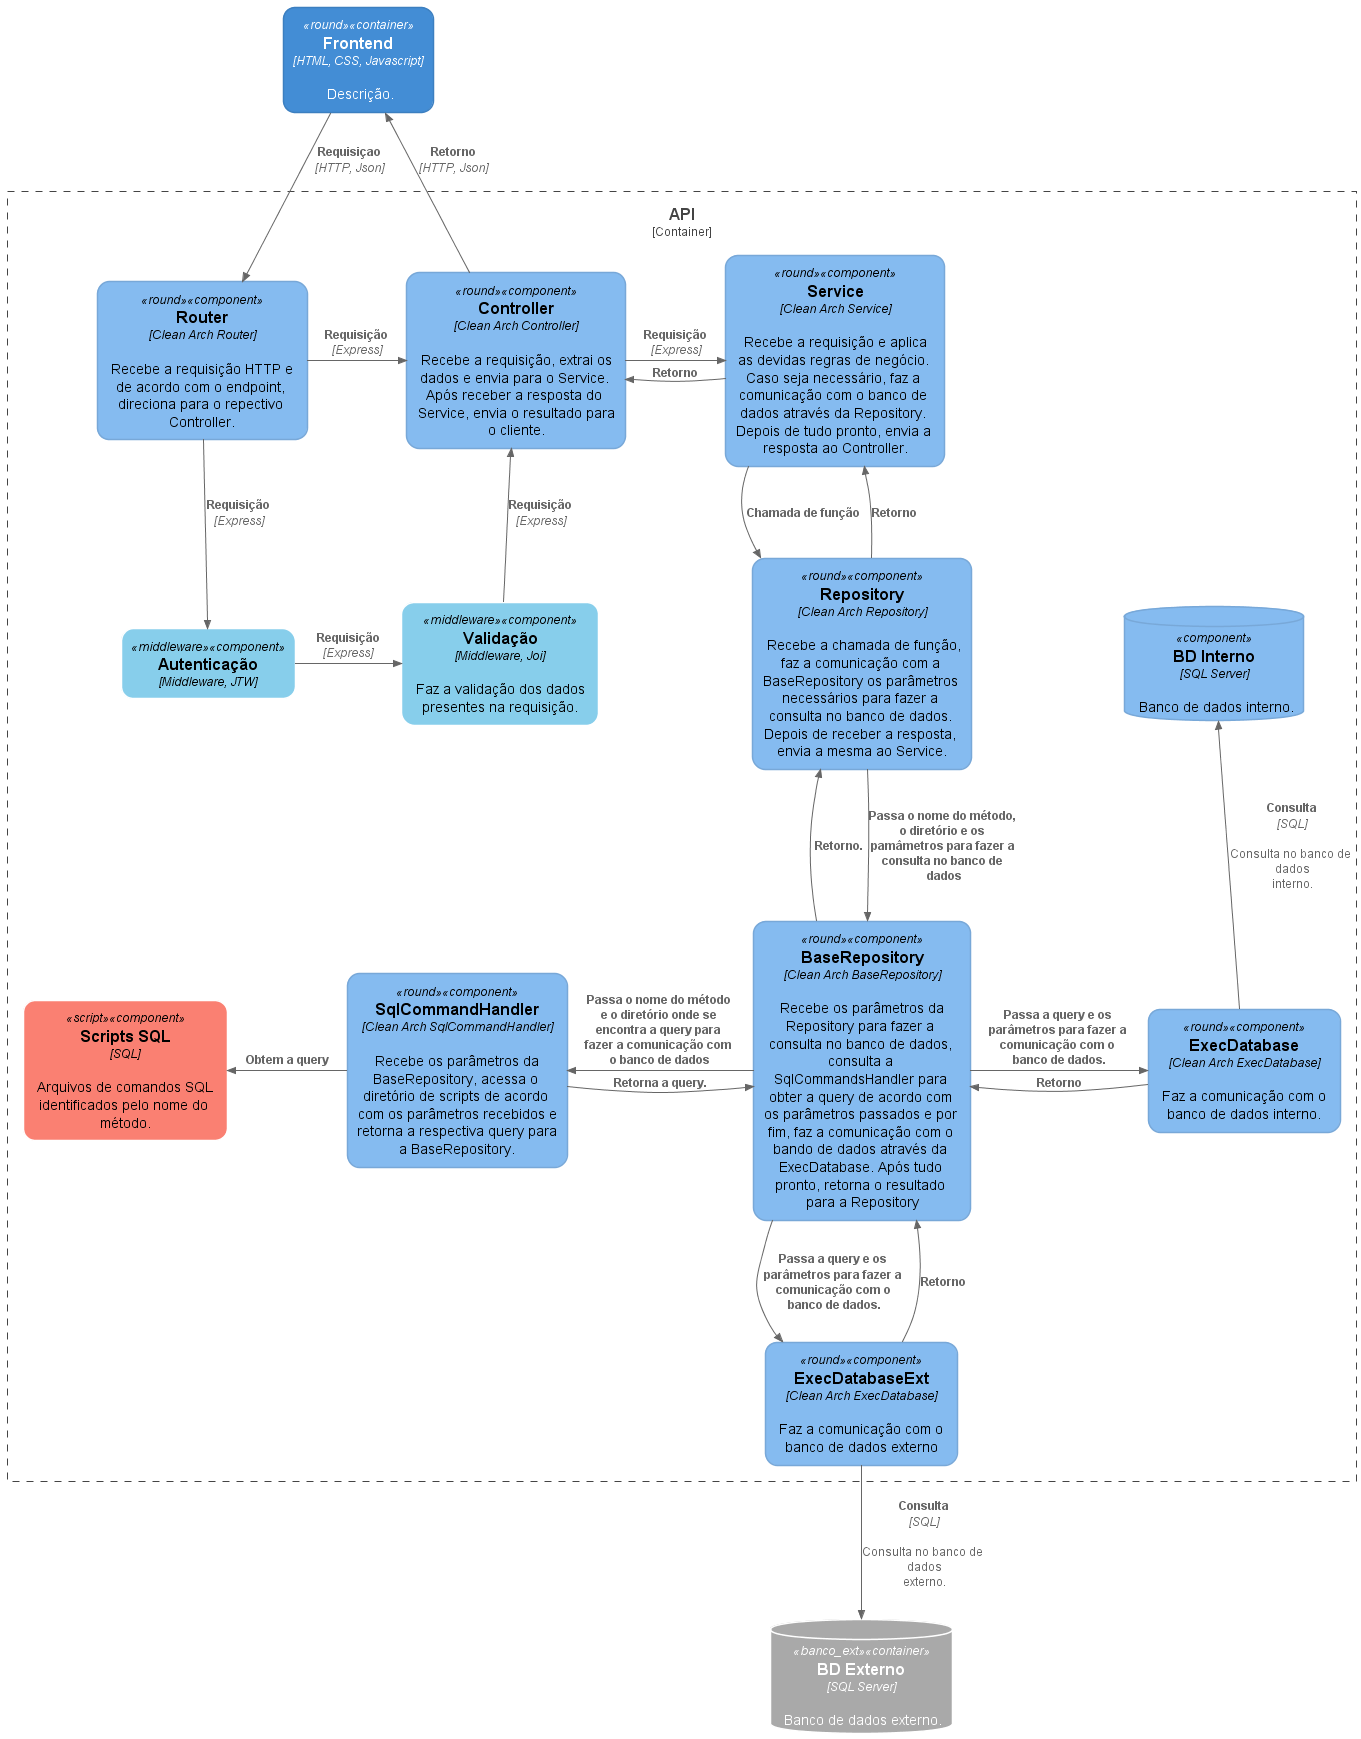 «round»«container»
Frontend
[HTML, CSS, Javascript]
Descrição.
Requisiçao
[HTTP, Json]
Retorno
[HTTP, Json]
API
[Container]
«round»«component»
Router
[Clean Arch Router]
Recebe a requisição HTTP e
de acordo com o endpoint,
direciona para o repectivo
Controller.
Requisição
[Express]
«round»«component»
Controller
[Clean Arch Controller]
Recebe a requisição, extrai os
dados e envia para o Service.
Após receber a resposta do
Service, envia o resultado para
o cliente.
Requisição
[Express]
Retorno
«round»«component»
Service
[Clean Arch Service]
Recebe a requisição e aplica
as devidas regras de negócio.
Caso seja necessário, faz a
comunicação com o banco de
dados através da Repository.
Depois de tudo pronto, envia a
resposta ao Controller.
Requisição
[Express]
Requisição
[Express]
Chamada de função
Retorno
«middleware»«component»
Autenticação
[Middleware, JTW]
Requisição
[Express]
«middleware»«component»
Validação
[Middleware, Joi]
Faz a validação dos dados
presentes na requisição.
«round»«component»
Repository
[Clean Arch Repository]
Recebe a chamada de função,
faz a comunicação com a
BaseRepository os parâmetros
necessários para fazer a
consulta no banco de dados.
Depois de receber a resposta,
envia a mesma ao Service.
«component»
BD Interno
[SQL Server]
Banco de dados interno.
Retorno.
Passa o nome do método,
o diretório e os
pamâmetros para fazer a
consulta no banco de
dados
Consulta
[SQL]
Consulta no banco de
dados
interno.
«script»«component»
Scripts SQL
[SQL]
Arquivos de comandos SQL
identificados pelo nome do
método.
Obtem a query
«round»«component»
SqlCommandHandler
[Clean Arch SqlCommandHandler]
Recebe os parâmetros da
BaseRepository, acessa o
diretório de scripts de acordo
com os parâmetros recebidos e
retorna a respectiva query para
a BaseRepository.
Passa o nome do método
e o diretório onde se
encontra a query para
fazer a comunicação com
o banco de dados
Retorna a query.
«round»«component»
BaseRepository
[Clean Arch BaseRepository]
Recebe os parâmetros da
Repository para fazer a
consulta no banco de dados,
consulta a
SqlCommandsHandler para
obter a query de acordo com
os parâmetros passados e por
fim, faz a comunicação com o
bando de dados através da
ExecDatabase. Após tudo
pronto, retorna o resultado
para a Repository
Passa a query e os
parâmetros para fazer a
comunicação com o
banco de dados.
Retorno
«round»«component»
ExecDatabase
[Clean Arch ExecDatabase]
Faz a comunicação com o
banco de dados interno.
Passa a query e os
parâmetros para fazer a
comunicação com o
banco de dados.
Retorno
«round»«component»
ExecDatabaseExt
[Clean Arch ExecDatabase]
Faz a comunicação com o
banco de dados externo
Consulta
[SQL]
Consulta no banco de
dados
externo.
«banco_ext»«container»
BD Externo
[SQL Server]
Banco de dados externo.